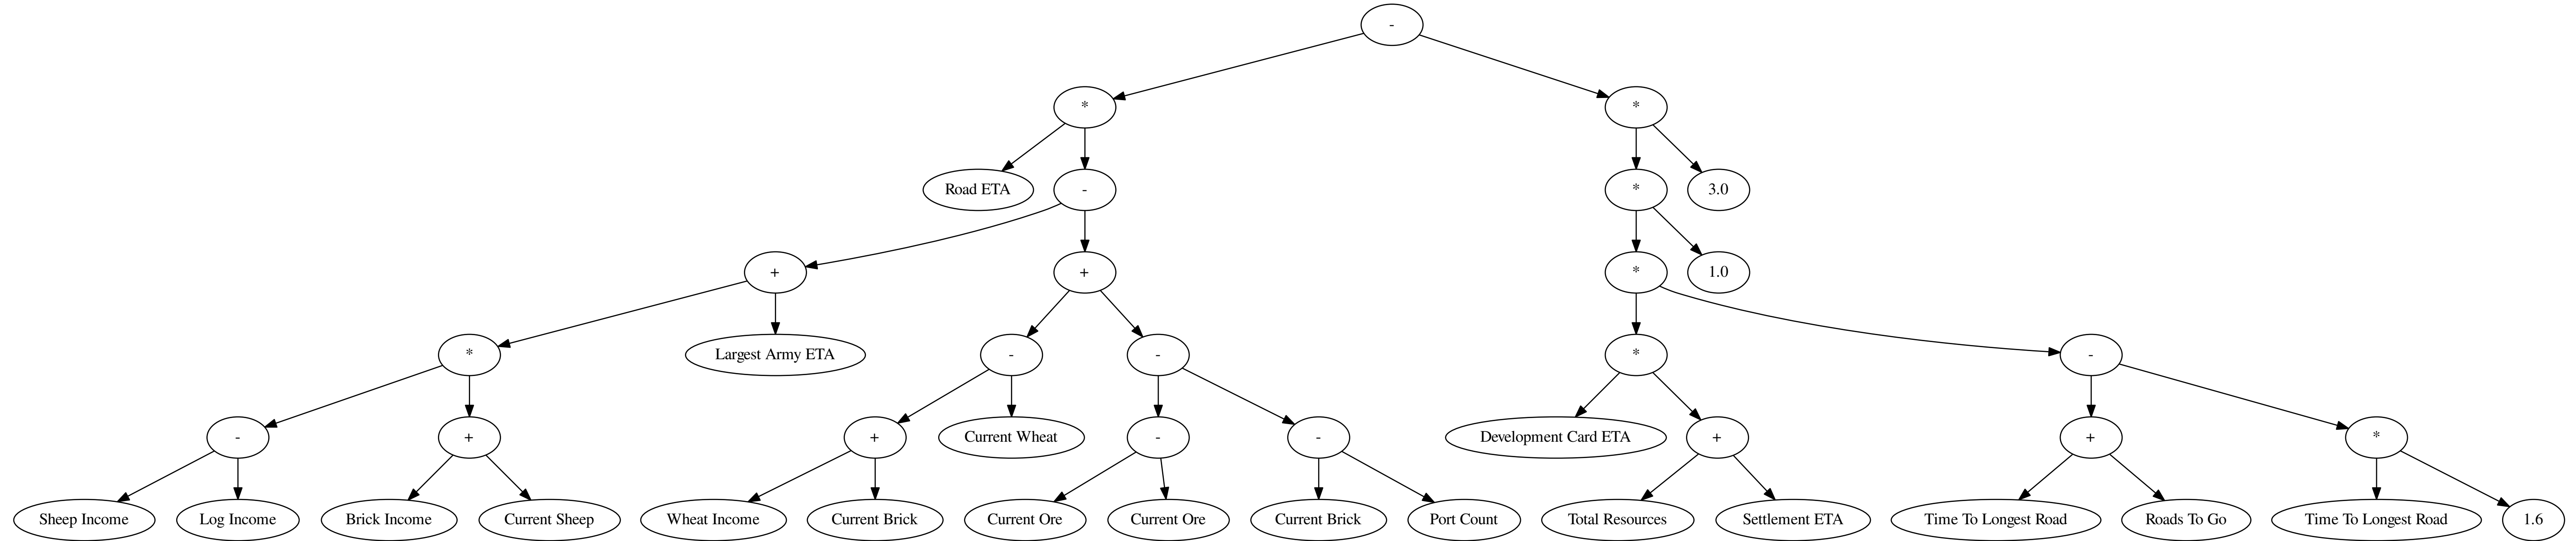 -
* *
Road ETA - * 3.0
+ + * 1.0
* Largest Army ETA - - * -
- + + Current Wheat - - Development Card ETA + + *
Sheep Income Log Income Brick Income Current Sheep Wheat Income Current Brick Current Ore Current Ore Current Brick Port Count Total Resources Settlement ETA Time To Longest Road Roads To Go Time To Longest Road 1.6